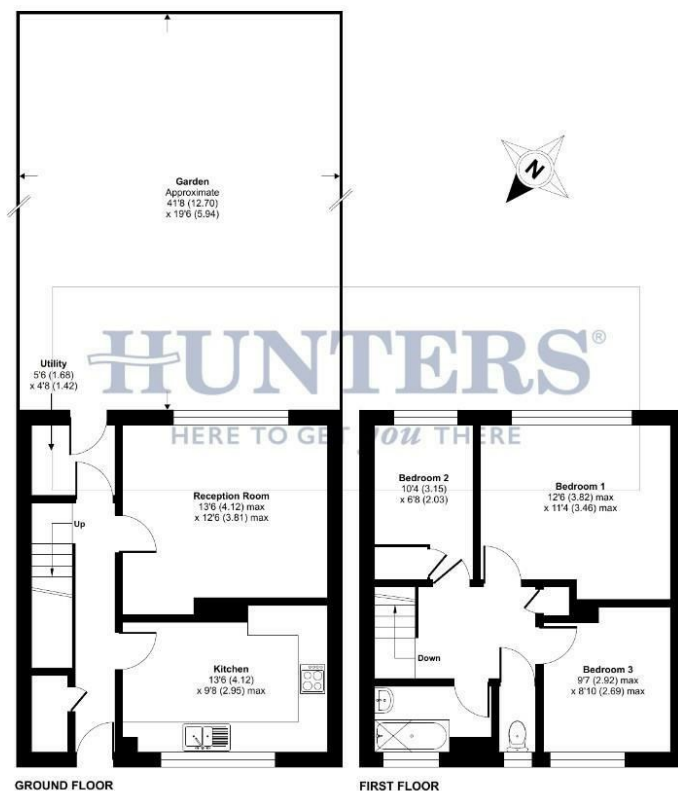 Garden
Approximate
41'8 (12.70)
x 19'6 (5.94)
N
HUNTERS®
HERE TO GET you THERE
Utility
5'6 (1.68)
x 4'8 (1.42)
Up
Reception Room
13'6 (4.12) max
x 12'6 (3.81) max
Kitchen
13'6 (4.12)
x 9'8 (2.95) max
GROUND FLOOR
Bedroom 2
10'4 (3.15)
x 6'8 (2.03)
Bedroom 1
12'6 (3.82) max
x 11'4 (3.46) max
Down
Bedroom 3
9'7 (2.92) max
x 8'10 (2.69) max
FIRST FLOOR